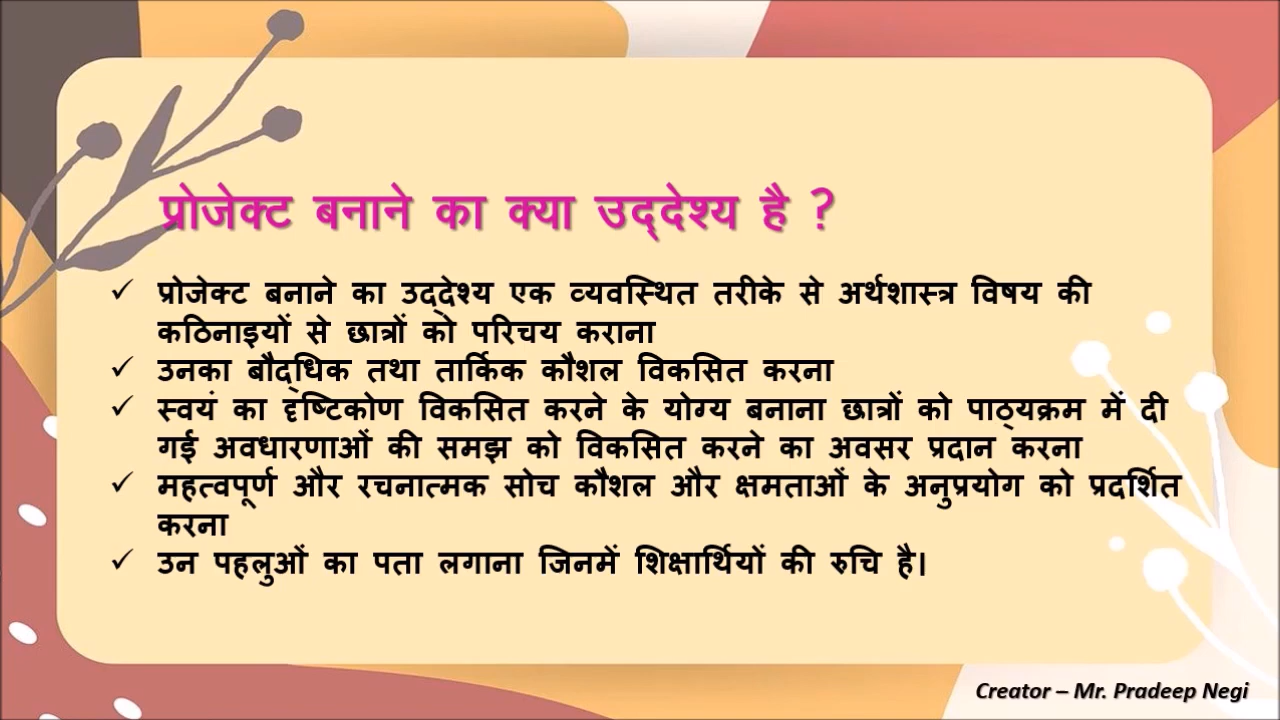 प्रोजेक्ट बनाने का क्या उद्देश्य है ?
✓ प्रोजेक्ट बनाने का उद्देश्य एक व्यवस्थित तरीके से अर्थशास्त्र विषय की
कठिनाइयों से छात्रों को परिचय कराना
✓ उनका बौद्धिक तथा तार्किक कौशल विकसित करना
✓ स्वयं का दृष्टिकोण विकसित करने के योग्य बनाना छात्रों को पाठ्यक्रम में दी
गई अवधारणाओं की समझ को विकसित करने का अवसर प्रदान करना
✓ महत्वपूर्ण और रचनात्मक सोच कौशल और क्षमताओं के अनुप्रयोग को प्रदर्शित
करना
✓ उन पहलुओं का पता लगाना जिनमें शिक्षार्थियों की रुचि है।
Creator – Mr. Pradeep Negi